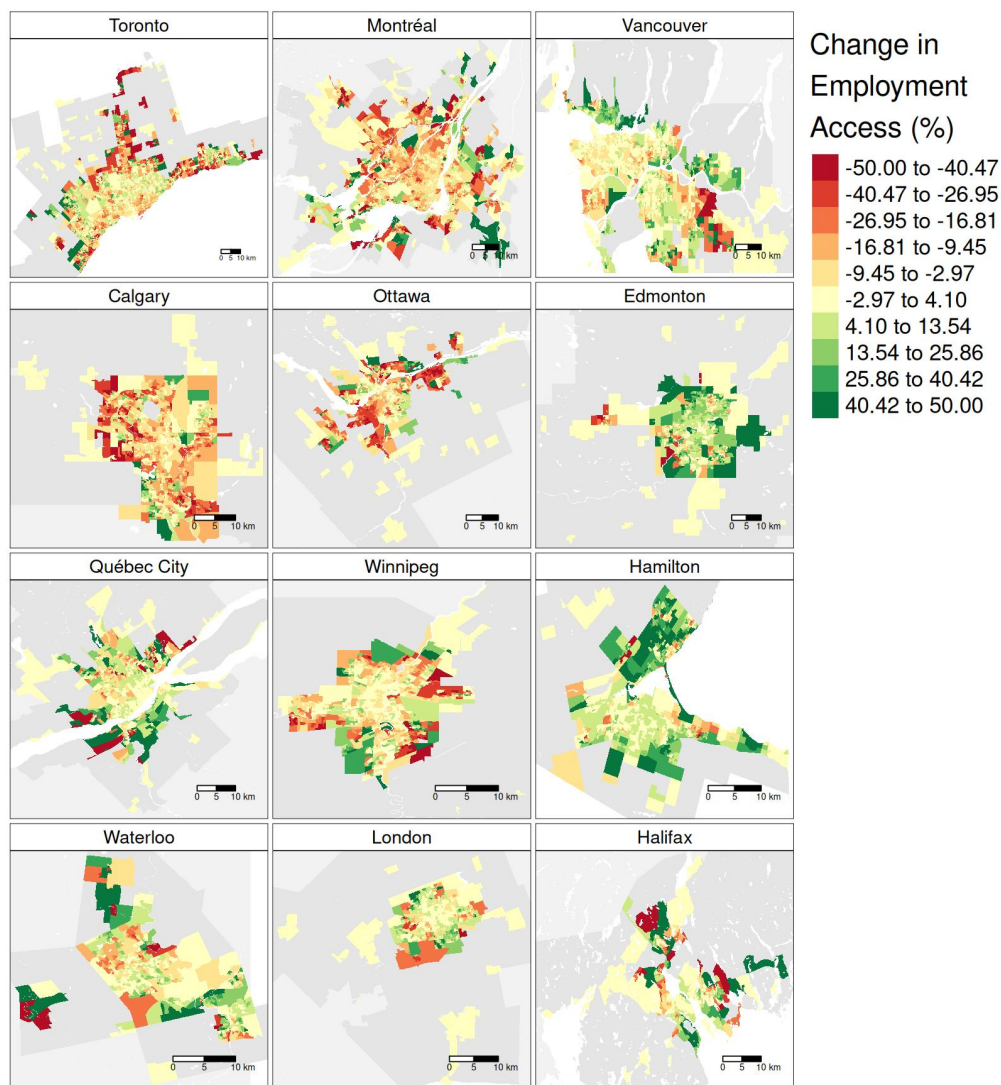 Toronto
Montréal
Vancouver
Change in
Employment
Access (%)
-50.00 to -40.47
-40.47 to -26.95
-26.95 to -16.81
-16.81 to -9.45
-9.45 to -2.97
-2.97 to 4.10
4.10 to 13.54
13.54 to 25.86
25.86 to 40.42
40.42 to 50.00
0 5 10 km
0 5 10 km
0 5 10 km
Calgary
Ottawa
Edmonton
0 5 10 km
0 5 10 km
0 5 10 km
Québec City
Winnipeg
Hamilton
0 5 10 km
0 5 10 km
0 5 10 km
Waterloo
London
Halifax
0 5 10 km
0 5 10 km
0 5 10 km